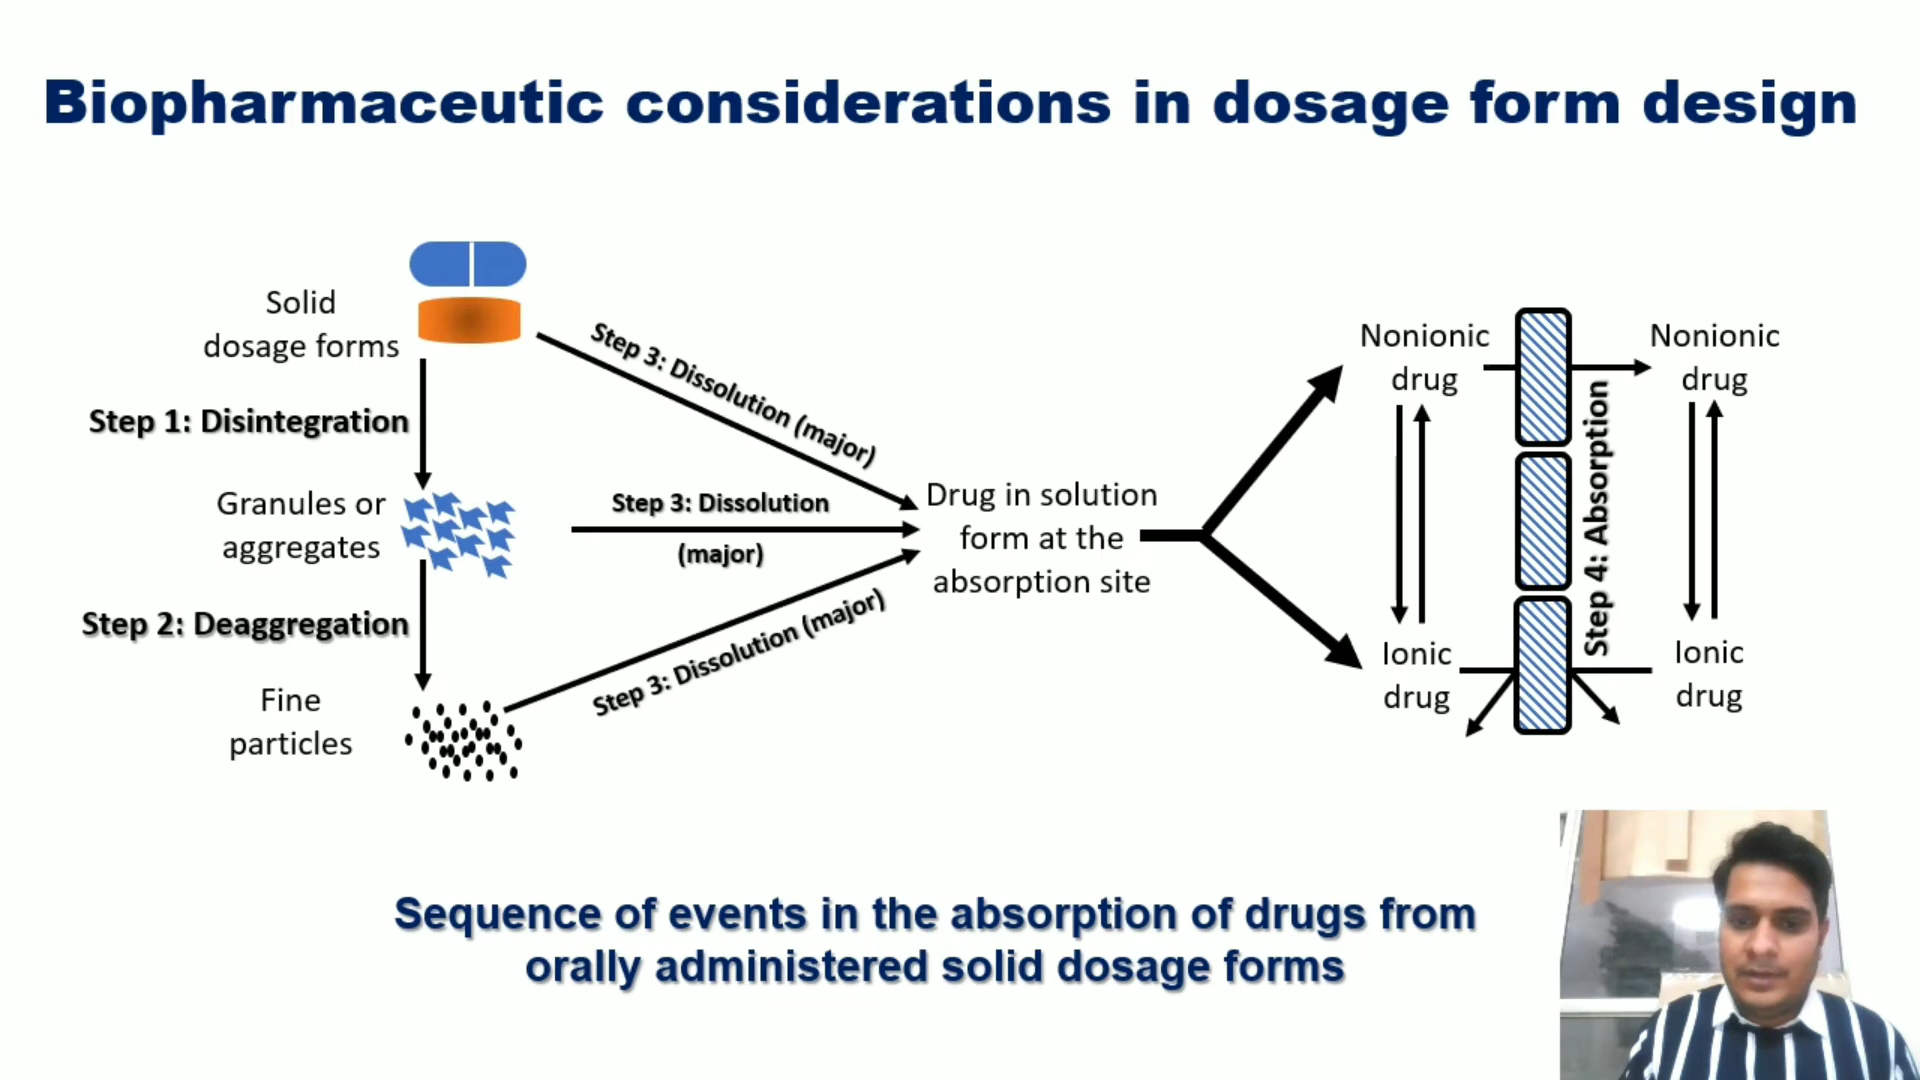 Biopharmaceutic considerations in dosage form design
Solid
dosage forms
Step 1: Disintegration
Granules or
aggregates
Step 2: Deaggregation
Fine
particles
Step 3: Dissolution (major)
Step 3: Dissolution
(major)
Step 3: Dissolution (major)
Drug in solution
form at the
absorption site
Nonionic
drug
Ionic
drug
Step 4: Absorption
Nonionic
drug
Ionic
drug
Sequence of events in the absorption of drugs from
orally administered solid dosage forms